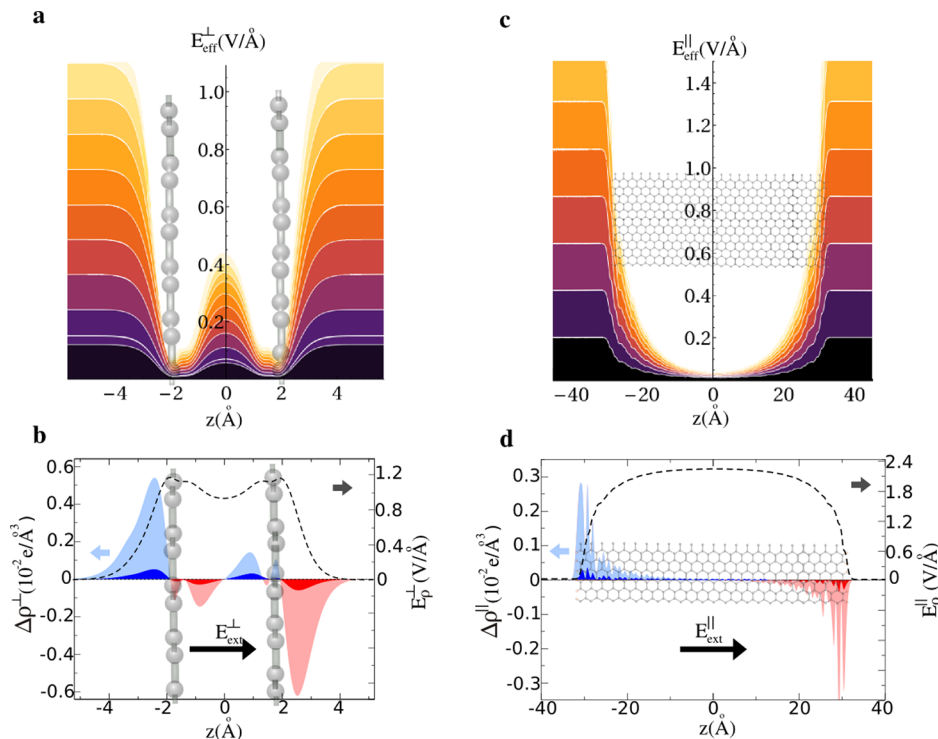 a
E⊥eff(V/Å)
1.0
0.8
0.6
0.4
0.2
−4 −2 0 2 4
z(Å)
c
E||eff(V/Å)
1.4
1.2
1.0
0.8
0.6
0.4
0.2
−40 −20 0 20 40
z(Å)
b
0.6
0.4
0.2
0
-0.2
-0.4
-0.6
Δρ⊥(10⁻²e/Å³)
1.2
0.6
0
E⊥ρ(V/Å)
E⊥ext
-4 -2 0 2 4
z(Å)
d
0.3
0.2
0.1
0
-0.1
-0.2
-0.3
Δρ||(10⁻²e/Å³)
2.4
1.8
1.2
0.6
0
E||ρ(V/Å)
E||ext
-40 -20 0 20 40
z(Å)